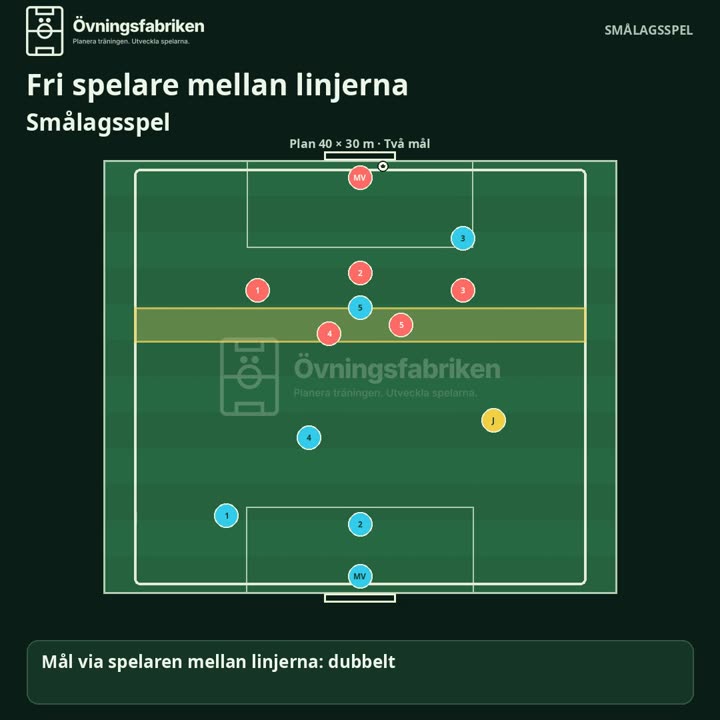 Övningsfabriken
Planera träningen. Utveckla spelarna.
SMÅLAGSSPEL
Fri spelare mellan linjerna
Smålagsspel
Plan 40 × 30 m · Två mål
MV
3
2
1
3
5
5
4
Övningsfabriken
Planera träningen. Utveckla spelarna.
J
4
1
2
MV
Mål via spelaren mellan linjerna: dubbelt